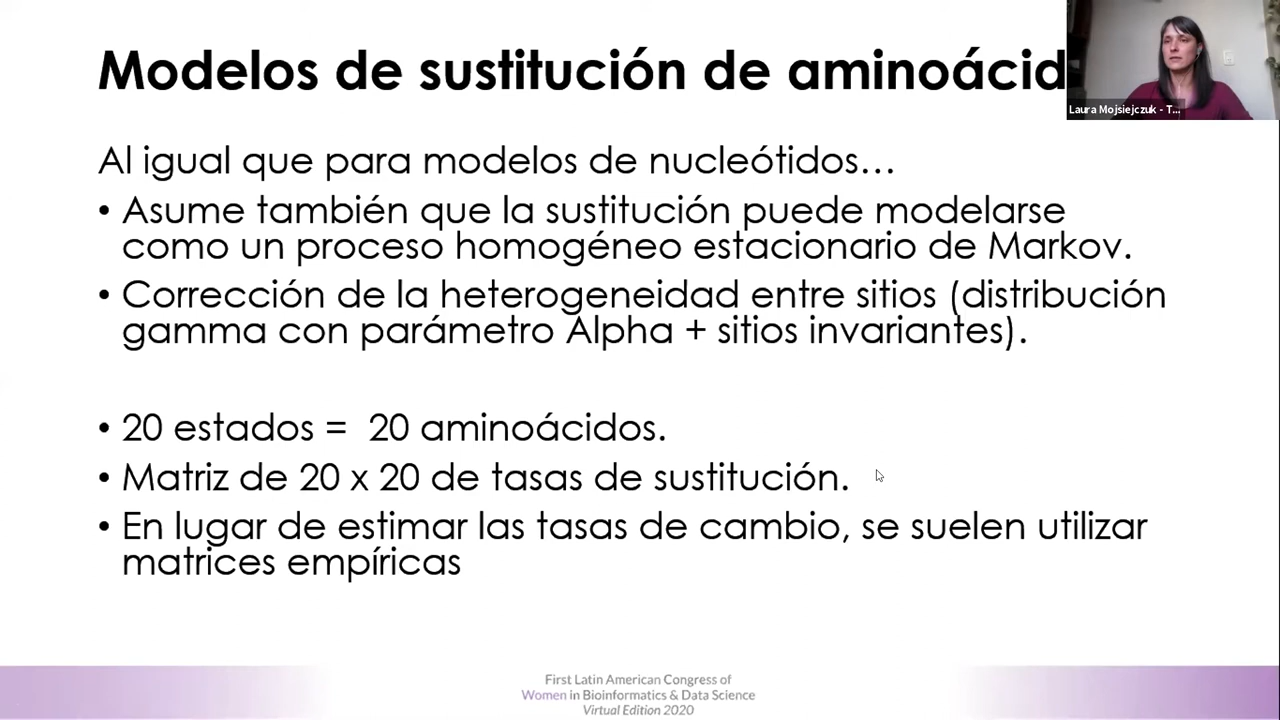 Modelos de sustitución de aminoácid
Laura Mojsiejczuk - T...
Al igual que para modelos de nucleótidos...
• Asume también que la sustitución puede modelarse
como un proceso homogéneo estacionario de Markov.
• Corrección de la heterogeneidad entre sitios (distribución
gamma con parámetro Alpha + sitios invariantes).
• 20 estados = 20 aminoácidos.
• Matriz de 20 x 20 de tasas de sustitución.
• En lugar de estimar las tasas de cambio, se suelen utilizar
matrices empíricas
First Latin American Congress of
Women in Bioinformatics & Data Science
Virtual Edition 2020